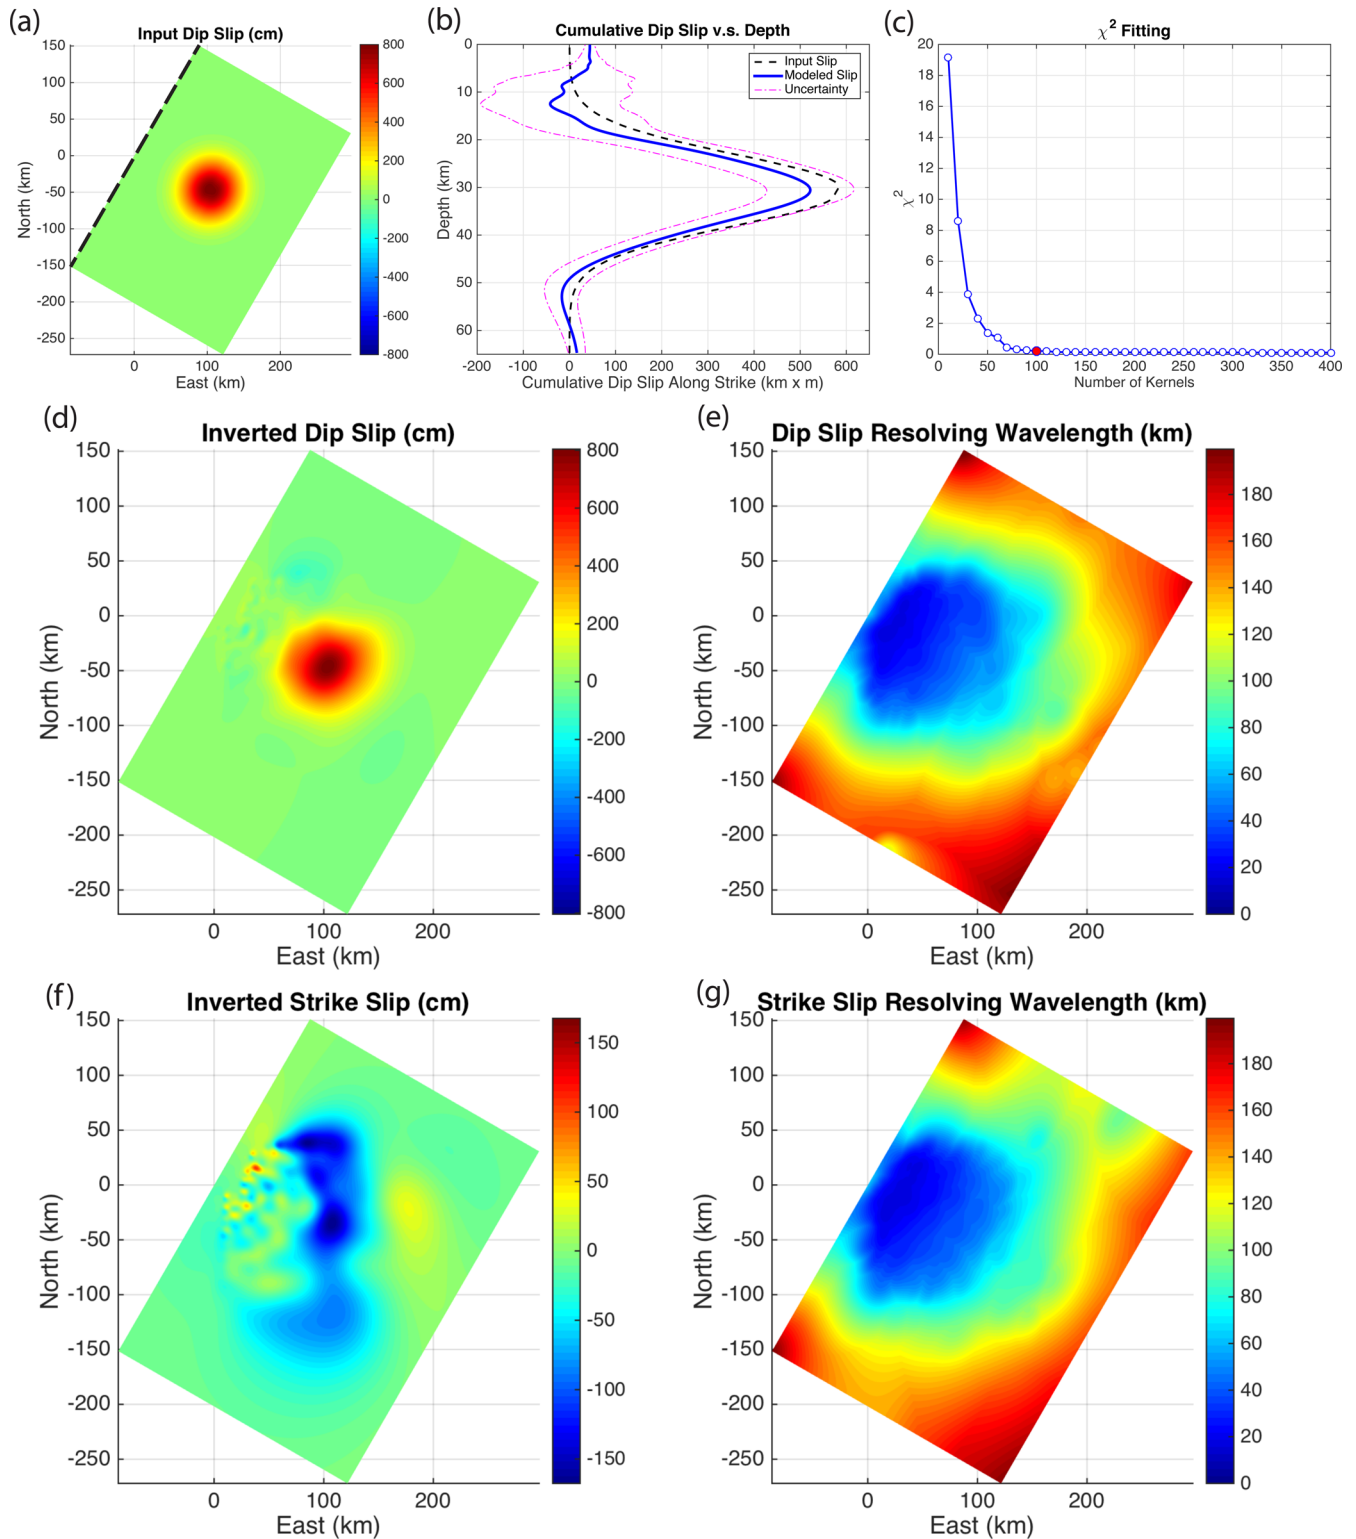 (a)
Input Dip Slip (cm)
150
100
50
0
-50
-100
-150
-200
-250
North (km)
0 100 200
East (km)
800
600
400
200
0
-200
-400
-600
-800
(b)
Cumulative Dip Slip v.s. Depth
0
10
20
30
40
50
60
Depth (km)
Input Slip
Modeled Slip
Uncertainty
-200 -100 0 100 200 300 400 500 600
Cumulative Dip Slip Along Strike (km x m)
(c)
χ² Fitting
20
18
16
14
12
10
8
6
4
2
0
χ²
0 50 100 150 200 250 300 350 400
Number of Kernels
(d)
Inverted Dip Slip (cm)
150
100
50
0
-50
-100
-150
-200
-250
North (km)
0 100 200
East (km)
800
600
400
200
0
-200
-400
-600
-800
(e)
Dip Slip Resolving Wavelength (km)
150
100
50
0
-50
-100
-150
-200
-250
North (km)
0 100 200
East (km)
180
160
140
120
100
80
60
40
20
0
(f)
Inverted Strike Slip (cm)
150
100
50
0
-50
-100
-150
-200
-250
North (km)
0 100 200
East (km)
150
100
50
0
-50
-100
-150
(g)
Strike Slip Resolving Wavelength (km)
150
100
50
0
-50
-100
-150
-200
-250
North (km)
0 100 200
East (km)
180
160
140
120
100
80
60
40
20
0